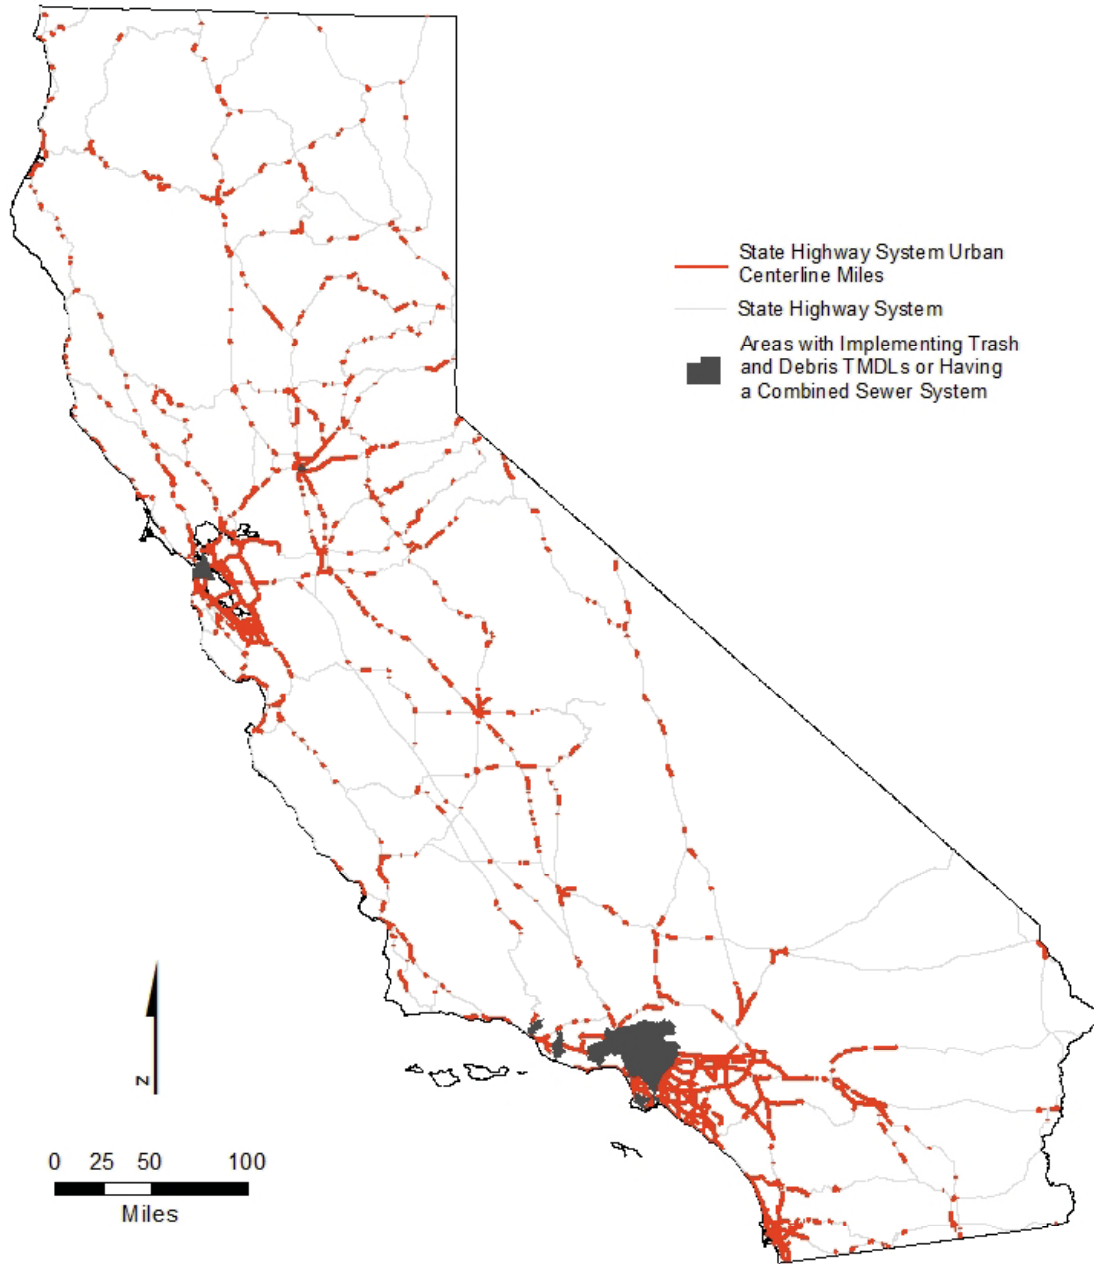 State Highway System Urban
Centerline Miles
State Highway System
Areas with Implementing Trash
and Debris TMDLs or Having
a Combined Sewer System
N
0 25 50 100
Miles